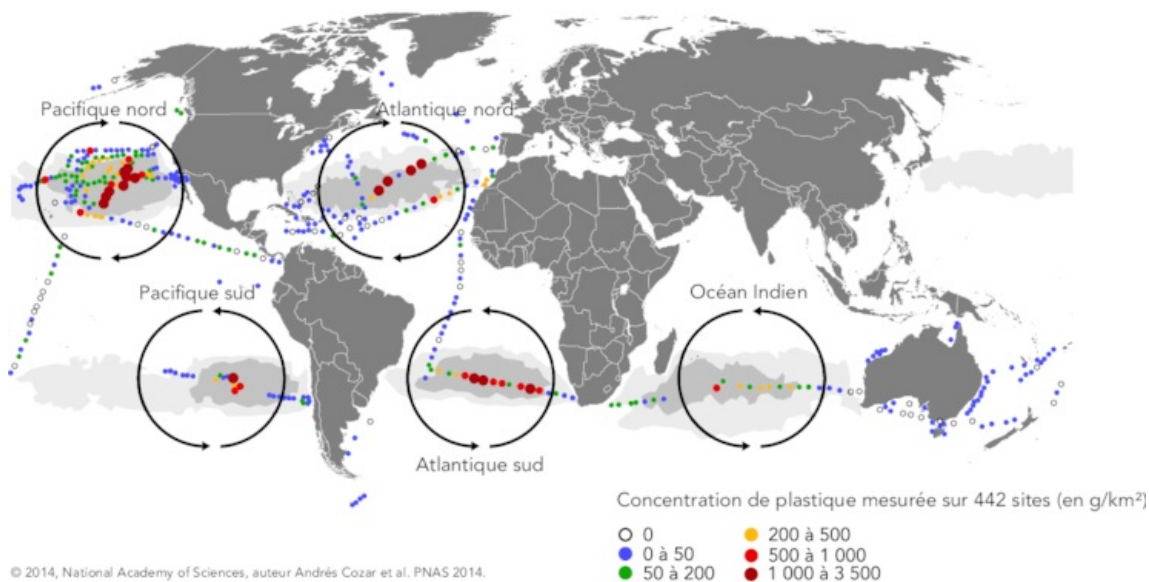 Pacifique nord
Atlantique nord
Pacifique sud
Océan Indien
Atlantique sud
Concentration de plastique mesurée sur 442 sites (en g/km²)
0
0 à 50
50 à 200
200 à 500
500 à 1 000
1 000 à 3 500
© 2014, National Academy of Sciences, auteur Andrés Cozar et al. PNAS 2014.